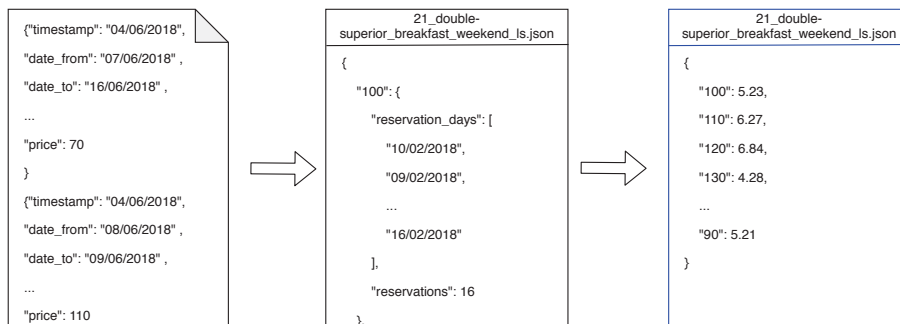 {"timestamp": "04/06/2018",
"date_from": "07/06/2018" ,
"date_to": "16/06/2018" ,
...
"price": 70
}
{"timestamp": "04/06/2018",
"date_from": "08/06/2018" ,
"date_to": "09/06/2018" ,
...
"price": 110
21_double-
superior_breakfast_weekend_ls.json
{
"100": {
"reservation_days": [
"10/02/2018",
"09/02/2018",
...
"16/02/2018"
],
"reservations": 16
},
21_double-
superior_breakfast_weekend_ls.json
{
"100": 5.23,
"110": 6.27,
"120": 6.84,
"130": 4.28,
...
"90": 5.21
}